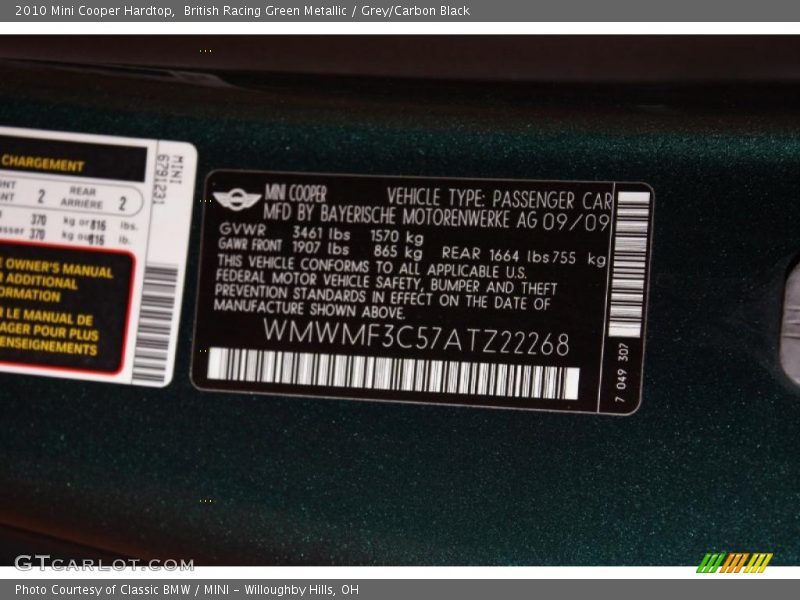 2010 Mini Cooper Hardtop, British Racing Green Metallic / Grey/Carbon Black
CHARGEMENT
MINI
6791231
2
REAR
ARRIÈRE
2
370 kg or 816 lbs.
370 kg ou 816 lb.
OWNER'S MANUAL
ADDITIONAL
LE MANUAL DE
POUR PLUS
MINI COOPER VEHICLE TYPE: PASSENGER CAR
MFD BY BAYERISCHE MOTORENWERKE AG 09/09
GVWR 3461 lbs 1570 kg
GAWR FRONT 1907 lbs 865 kg REAR 1664 lbs 755 kg
THIS VEHICLE CONFORMS TO ALL APPLICABLE U.S.
FEDERAL MOTOR VEHICLE SAFETY, BUMPER AND THEFT
PREVENTION STANDARDS IN EFFECT ON THE DATE OF
MANUFACTURE SHOWN ABOVE.
WMWMF3C57ATZ22268
7 049 307
GTCARLOT.COM
Photo Courtesy of Classic BMW / MINI - Willoughby Hills, OH